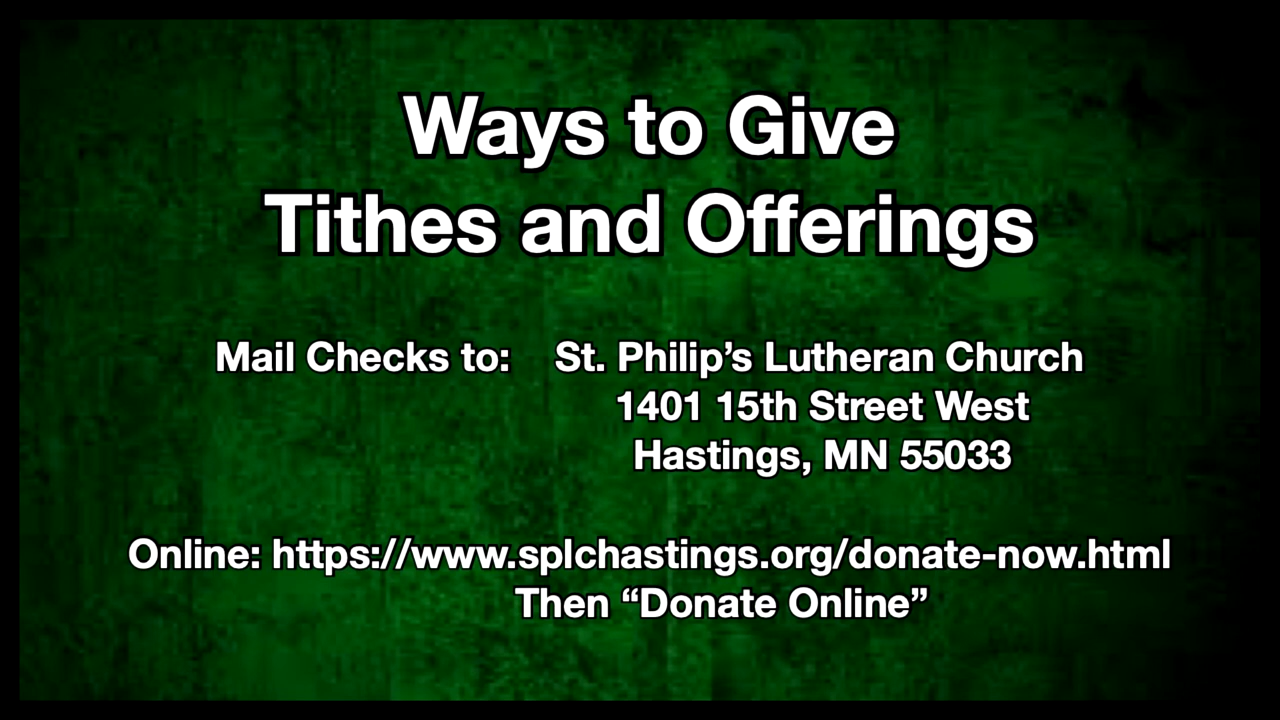 Ways to Give
Tithes and Offerings
Mail Checks to: St. Philip’s Lutheran Church
1401 15th Street West
Hastings, MN 55033
Online: https://www.splchastings.org/donate-now.html
Then “Donate Online”